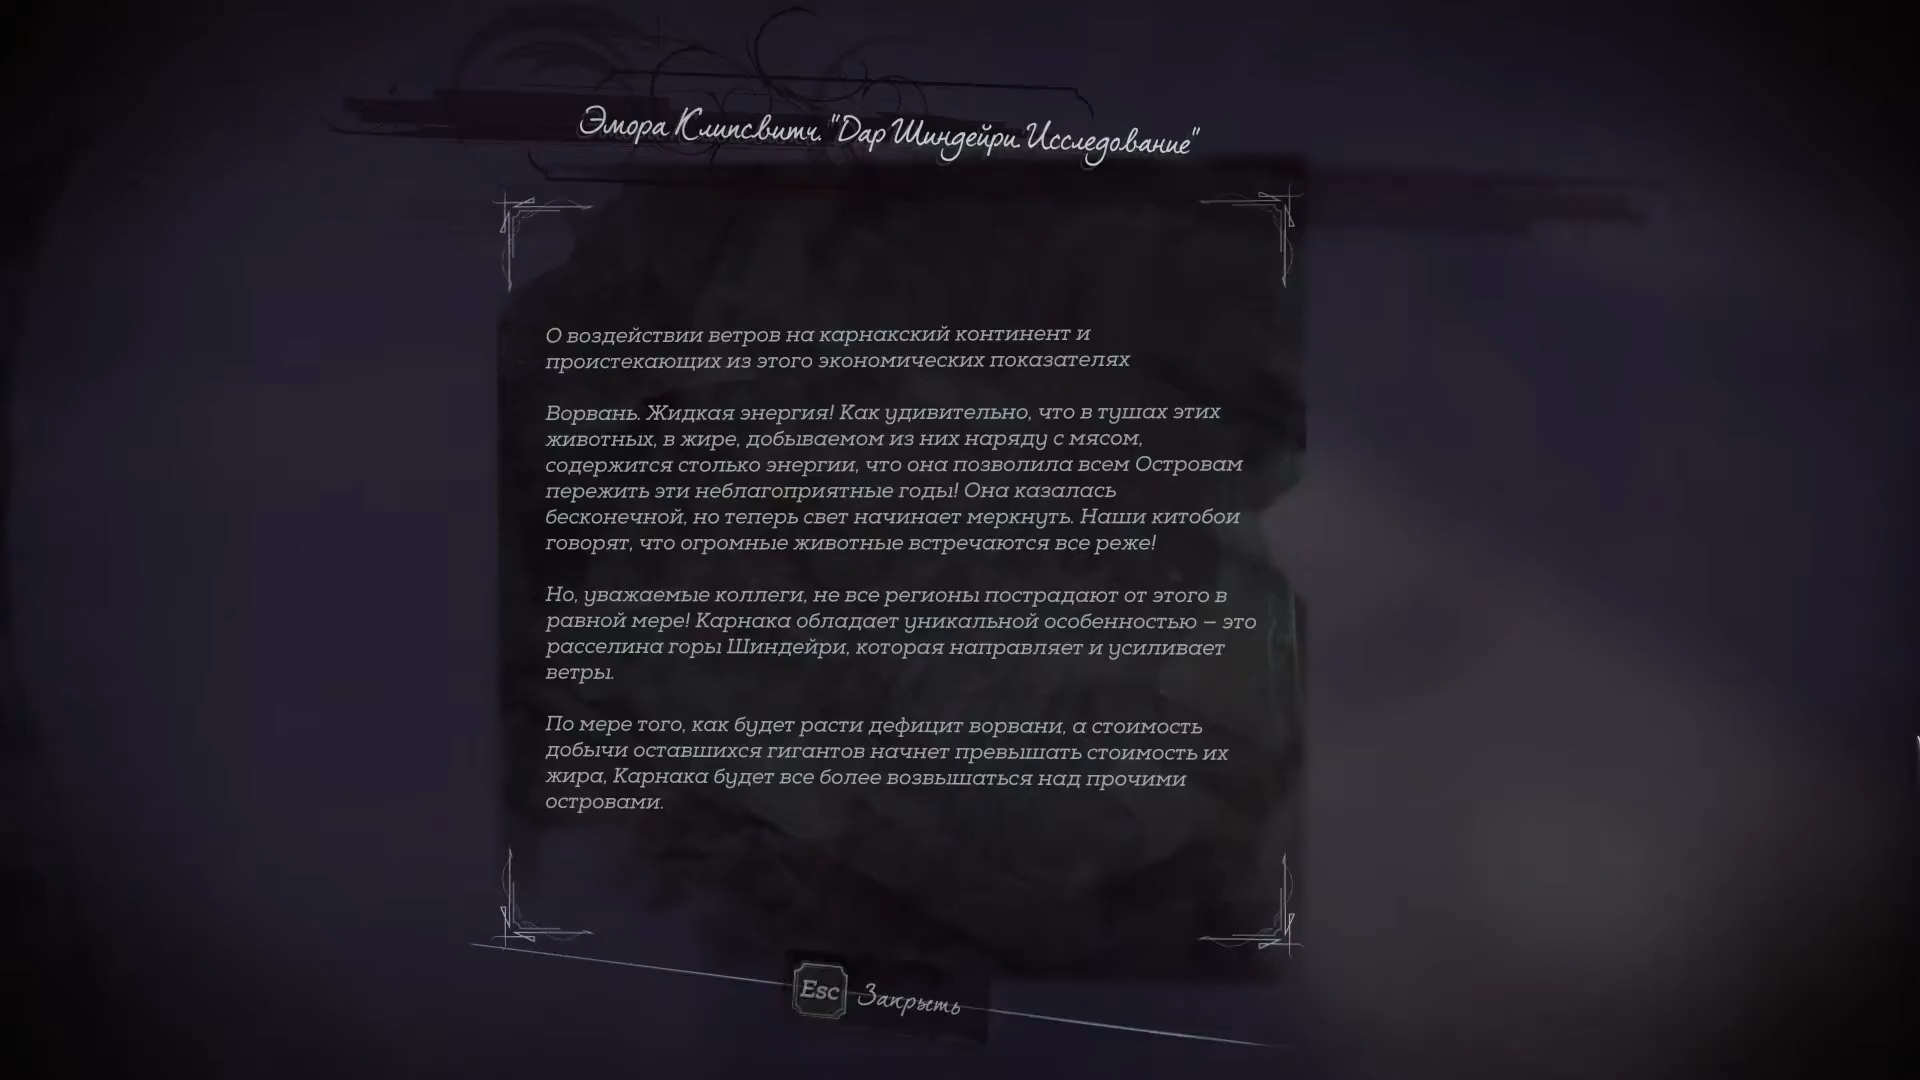 Эмора Клипсвитч. "Дар Шиндейри. Исследование"
О воздействии ветров на карнакский континент и
проистекающих из этого экономических показателях
Ворвань. Жидкая энергия! Как удивительно, что в тушах этих
животных, в жире, добываемом из них наряду с мясом,
содержится столько энергии, что она позволила всем Островам
пережить эти неблагоприятные годы! Она казалась
бесконечной, но теперь свет начинает меркнуть. Наши китобои
говорят, что огромные животные встречаются все реже!
Но, уважаемые коллеги, не все регионы пострадают от этого в
равной мере! Карнака обладает уникальной особенностью — это
расселина горы Шиндейри, которая направляет и усиливает
ветры.
По мере того, как будет расти дефицит ворвани, а стоимость
добычи оставшихся гигантов начнет превышать стоимость их
жира, Карнака будет все более возвышаться над прочими
островами.
Esc Закрыть